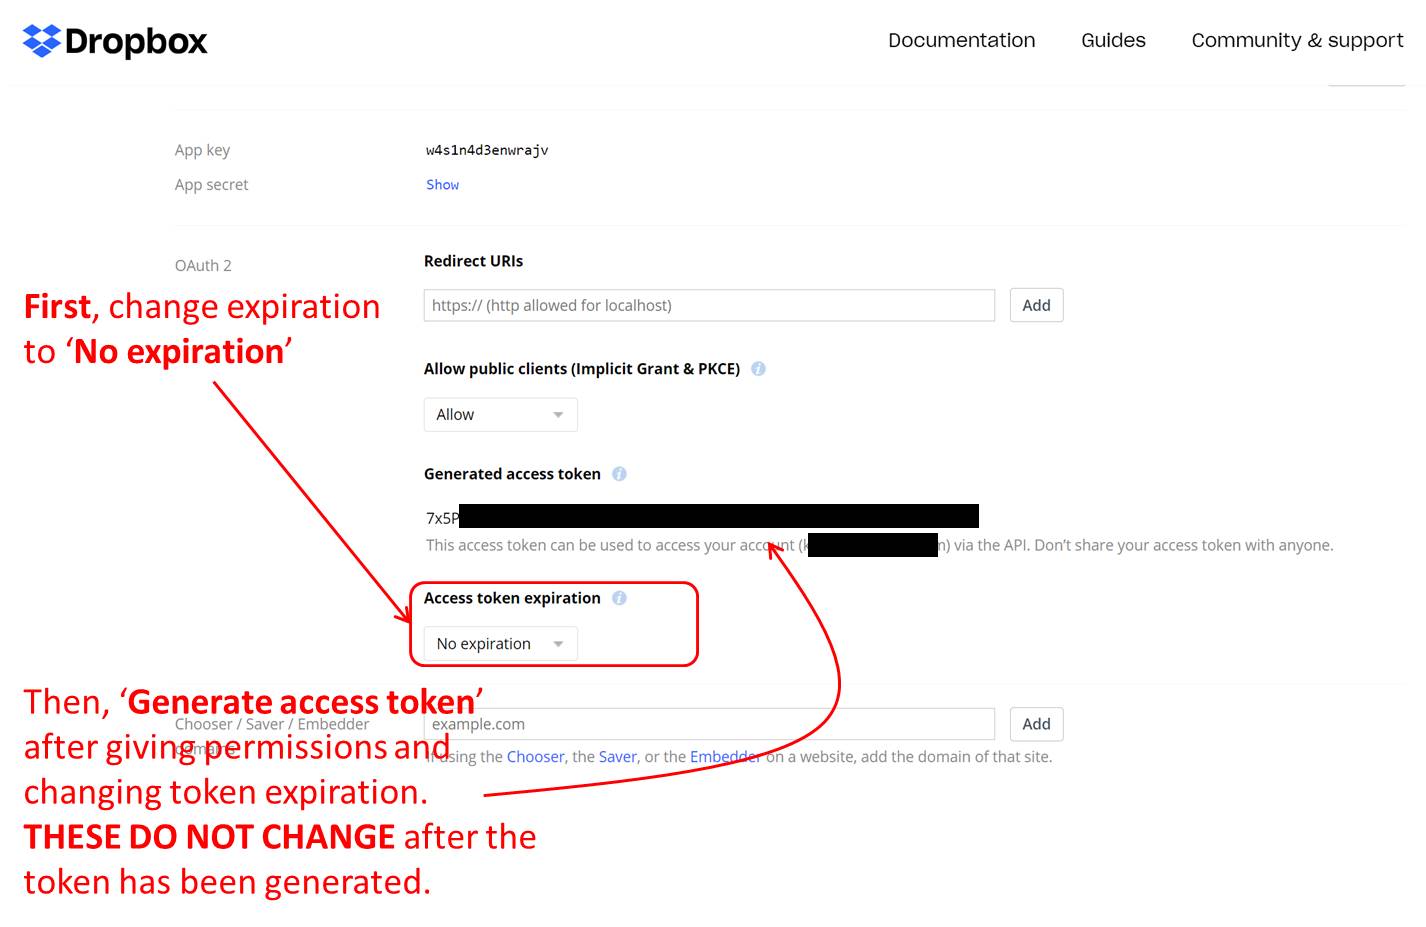 Dropbox
Documentation Guides Community & support
App key w4s1n4d3enwrajv
App secret Show
OAuth 2 Redirect URIs
https:// (http allowed for localhost) Add
First, change expiration
to ‘No expiration’
Allow public clients (Implicit Grant & PKCE)
Allow
Generated access token
7x5P
This access token can be used to access your account (k n) via the API. Don't share your access token with anyone.
Access token expiration
No expiration
Then, ‘Generate access token’
after giving permissions and
changing token expiration.
THESE DO NOT CHANGE after the
token has been generated.
Chooser / Saver / Embedder
domains
example.com Add
If using the Chooser, the Saver, or the Embedder on a website, add the domain of that site.